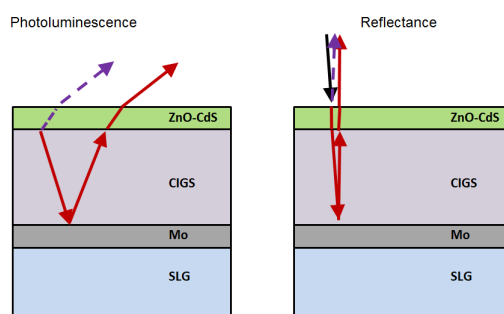 Photoluminescence
ZnO-CdS
CIGS
Mo
SLG
Reflectance
ZnO-CdS
CIGS
Mo
SLG